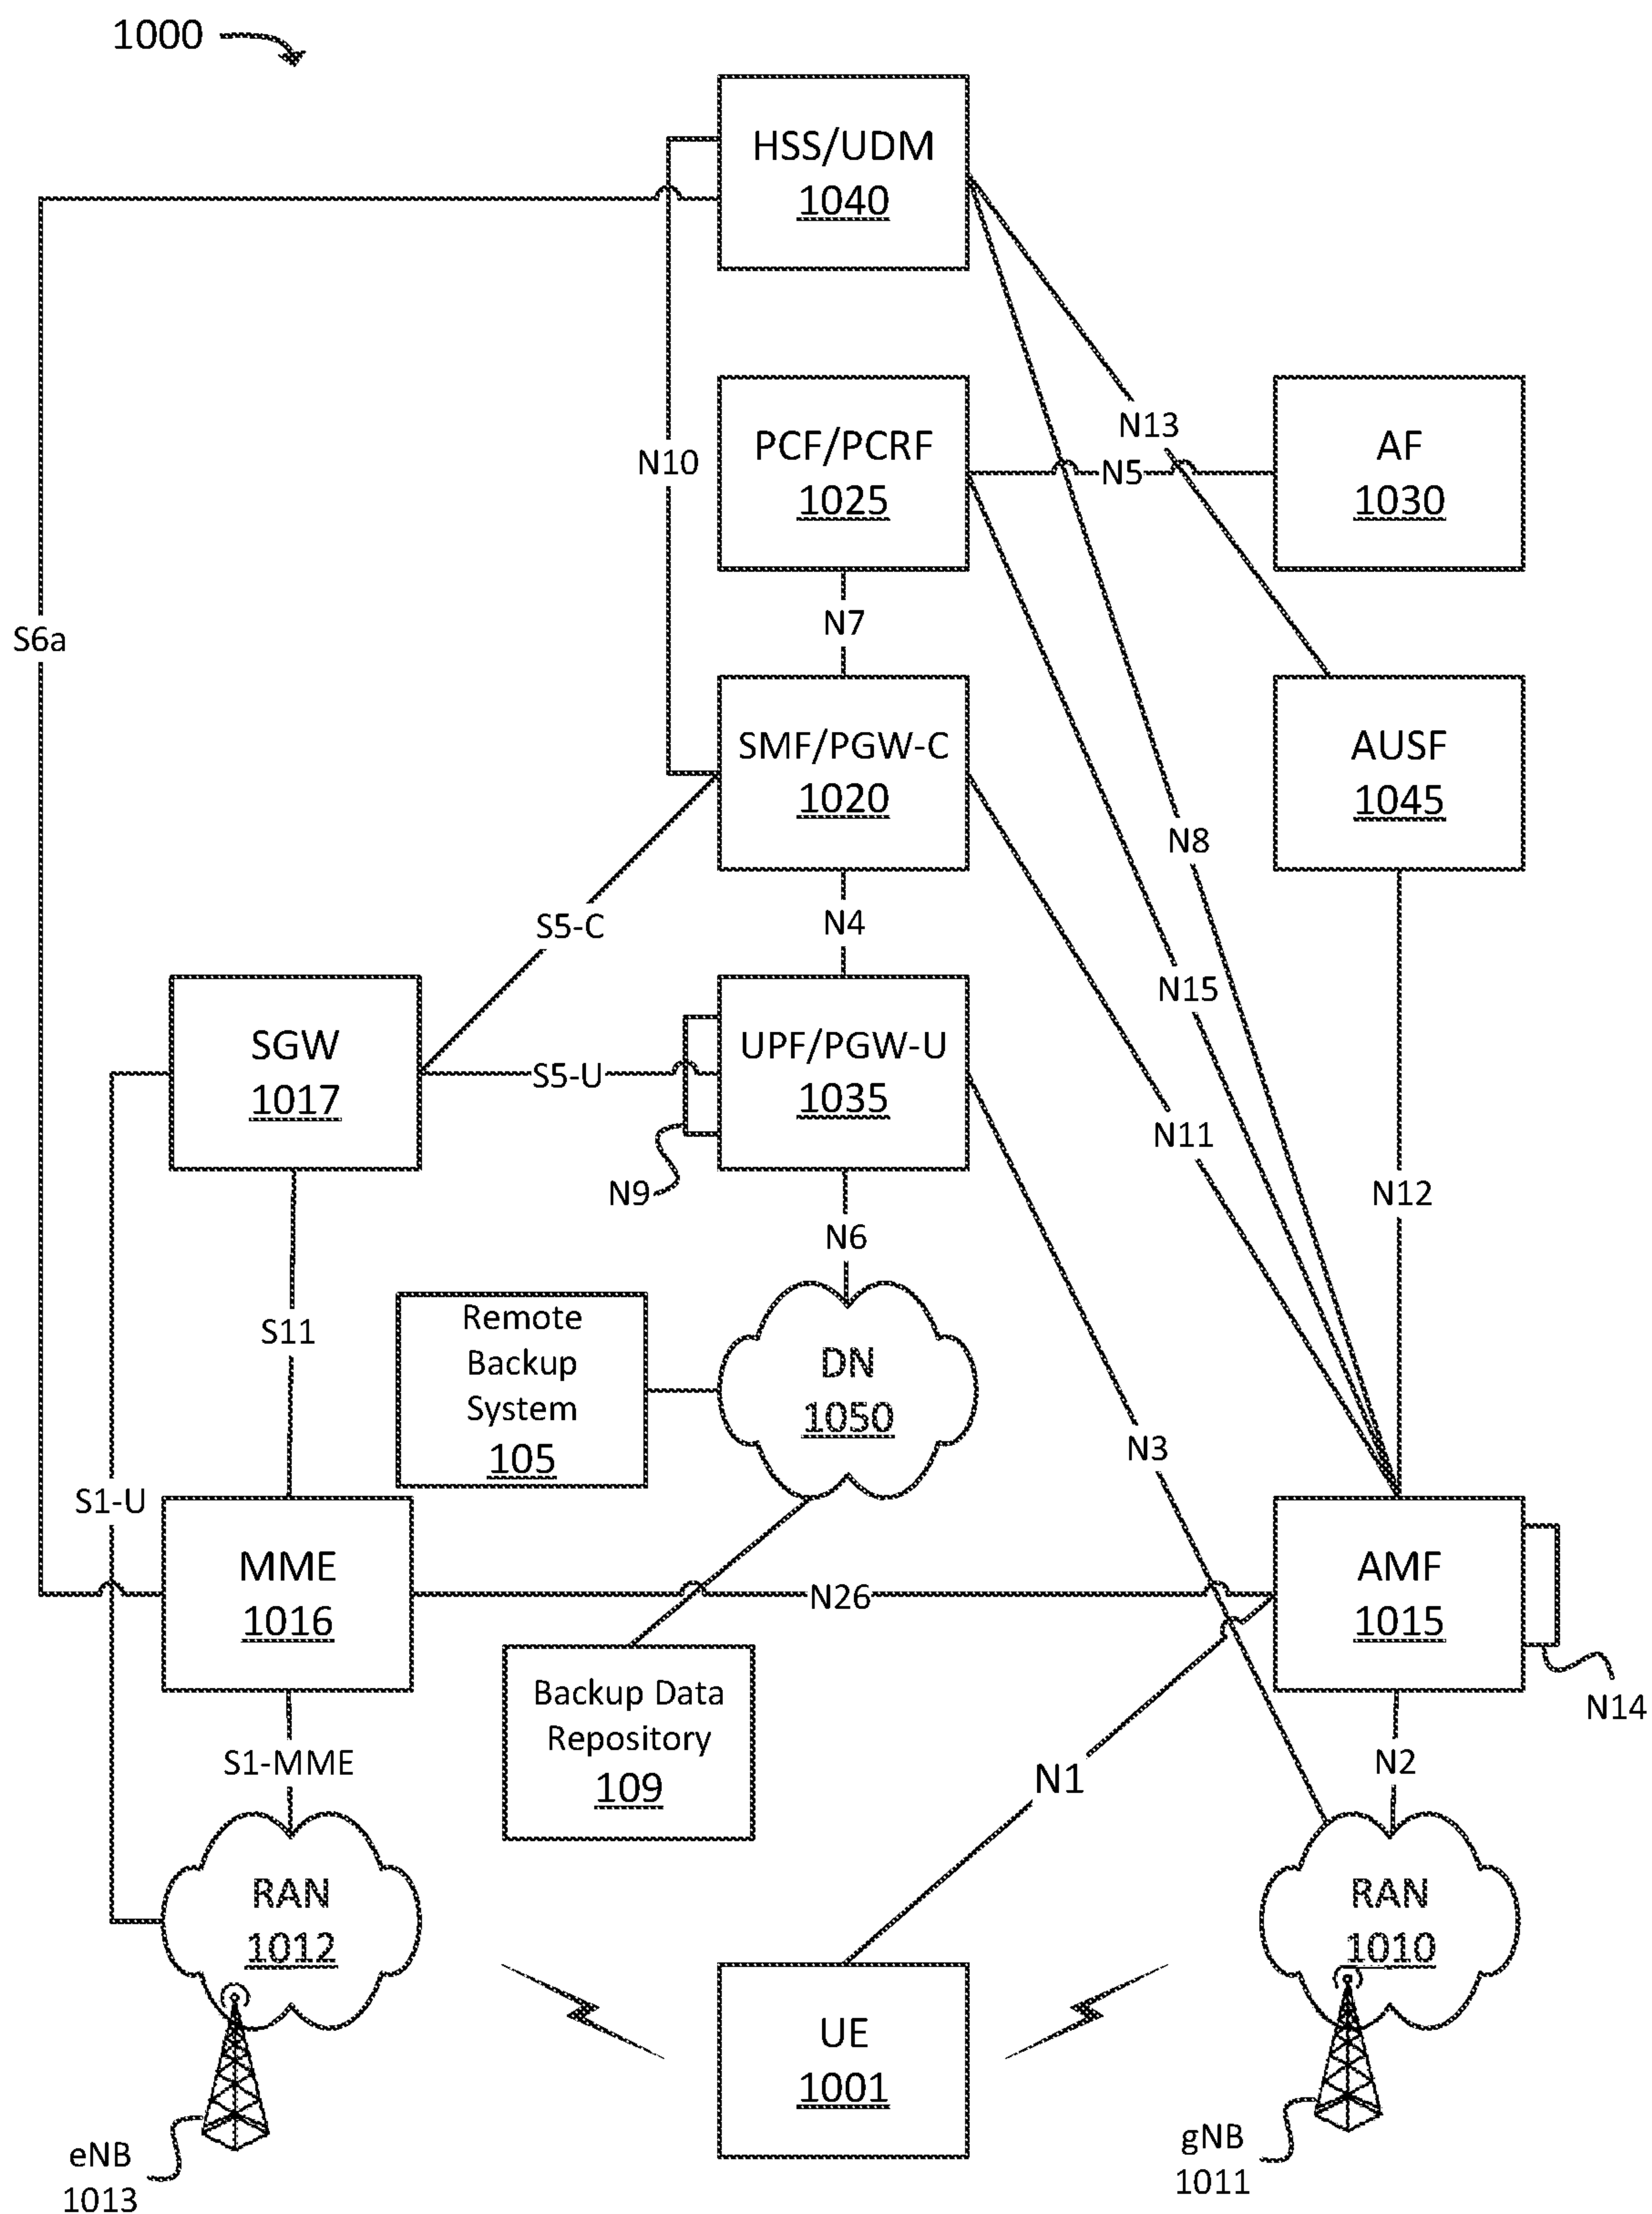 1000
HSS/UDM
1040
N13
PCF/PCRF
1025
N5
AF
1030
N10
N7
S6a
SMF/PGW-C
1020
AUSF
1045
N8
S5-C
N4
N15
SGW
1017
S5-U
UPF/PGW-U
1035
N11
N9
N12
N6
S11
Remote
Backup
System
105
DN
1050
N3
S1-U
MME
1016
N26
AMF
1015
N14
Backup Data
Repository
109
S1-MME
N1
N2
RAN
1012
RAN
1010
UE
1001
eNB
1013
gNB
1011